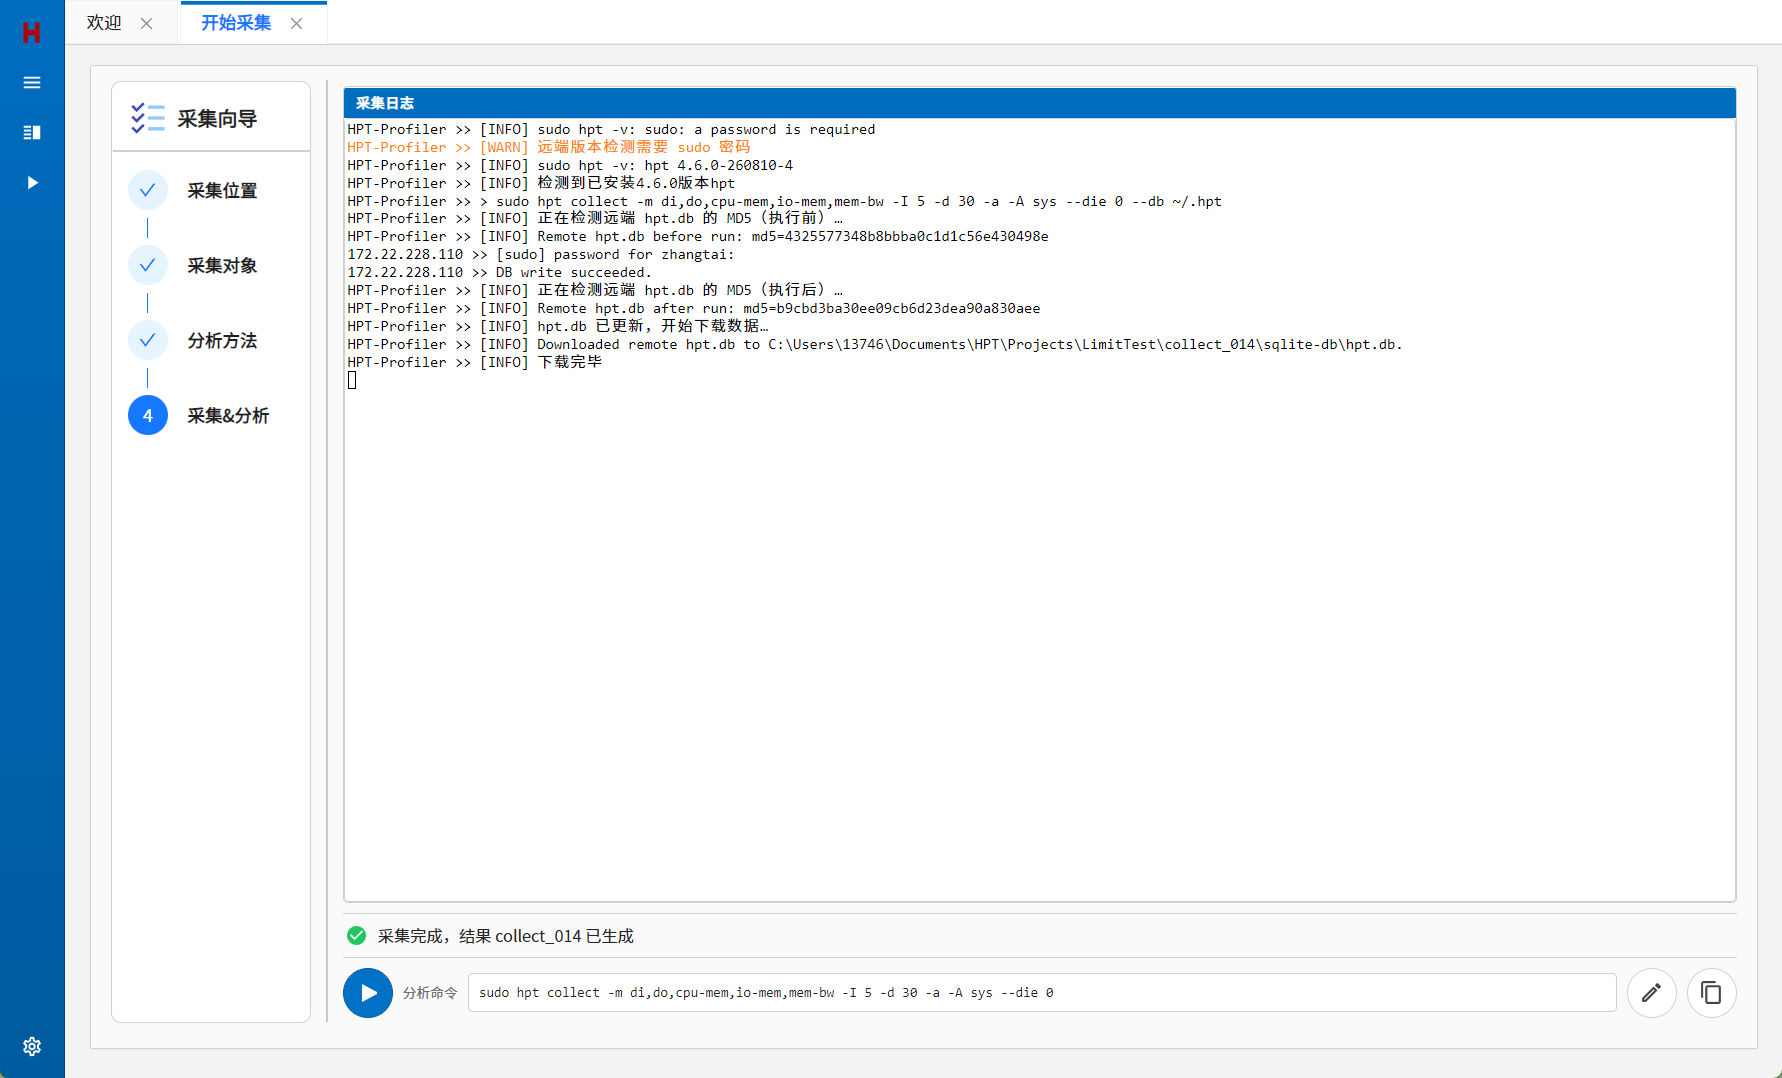 H
欢迎
开始采集
采集向导
采集位置
采集对象
分析方法
4
采集&分析
采集日志
HPT-Profiler >> [INFO] sudo hpt -v: sudo: a password is required
HPT-Profiler >> [WARN] 远端版本检测需要 sudo 密码
HPT-Profiler >> [INFO] sudo hpt -v: hpt 4.6.0-260810-4
HPT-Profiler >> [INFO] 检测到已安装4.6.0版本hpt
HPT-Profiler >> > sudo hpt collect -m di,do,cpu-mem,io-mem,mem-bw -I 5 -d 30 -a -A sys --die 0 --db ~/.hpt
HPT-Profiler >> [INFO] 正在检测远端 hpt.db 的 MD5（执行前）…
HPT-Profiler >> [INFO] Remote hpt.db before run: md5=4325577348b8bbba0c1d1c56e430498e
172.22.228.110 >> [sudo] password for zhangtai:
172.22.228.110 >> DB write succeeded.
HPT-Profiler >> [INFO] 正在检测远端 hpt.db 的 MD5（执行后）…
HPT-Profiler >> [INFO] Remote hpt.db after run: md5=b9cbd3ba30ee09cb6d23dea90a830aee
HPT-Profiler >> [INFO] hpt.db 已更新，开始下载数据…
HPT-Profiler >> [INFO] Downloaded remote hpt.db to C:\Users\13746\Documents\HPT\Projects\LimitTest\collect_014\sqlite-db\hpt.db.
HPT-Profiler >> [INFO] 下载完毕
采集完成，结果 collect_014 已生成
分析命令
sudo hpt collect -m di,do,cpu-mem,io-mem,mem-bw -I 5 -d 30 -a -A sys --die 0